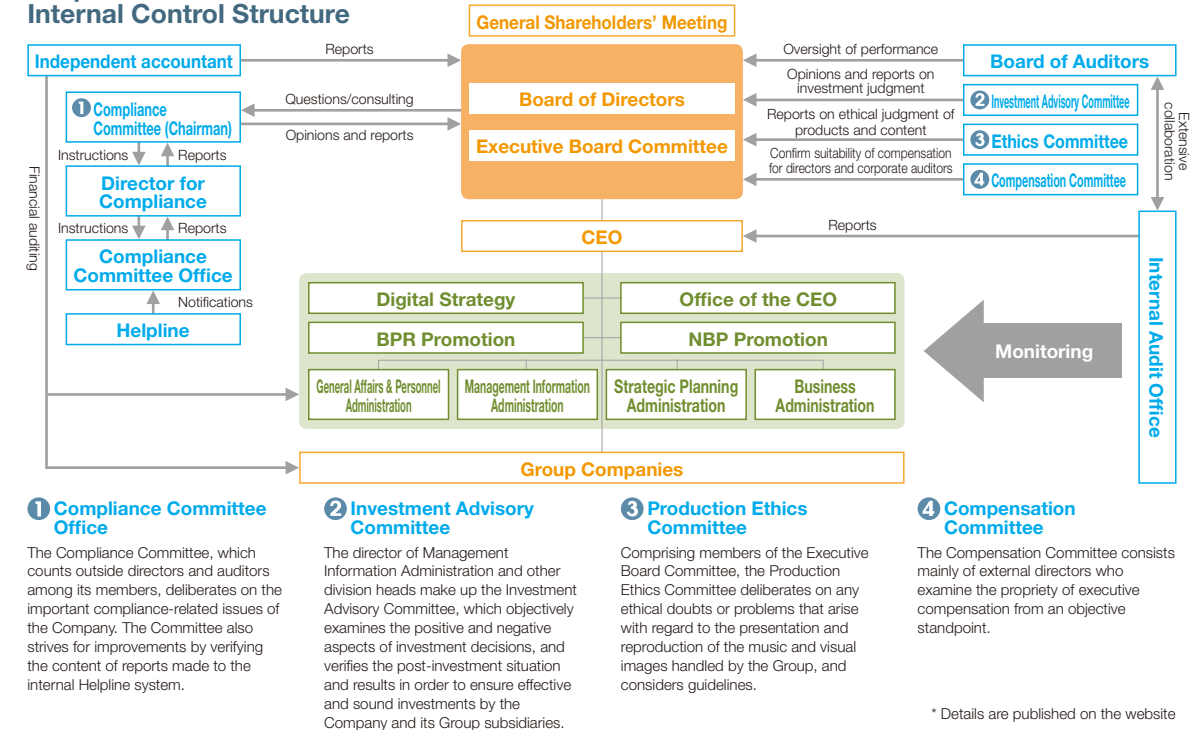 Internal Control Structure
General Shareholders' Meeting
Independent accountant
Reports
Board of Directors
Executive Board Committee
Oversight of performance
Board of Auditors
Opinions and reports on
investment judgment
❷ Investment Advisory Committee
Reports on ethical judgment of
products and content
❸ Ethics Committee
Confirm suitability of compensation
for directors and corporate auditors
❹ Compensation Committee
Extensive
collaboration
❶ Compliance
Committee (Chairman)
Questions/consulting
Opinions and reports
Instructions
Reports
Director for
Compliance
Instructions
Reports
Compliance
Committee Office
Notifications
Helpline
Financial auditing
CEO
Reports
Internal Audit Office
Monitoring
Digital Strategy
Office of the CEO
BPR Promotion
NBP Promotion
General Affairs & Personnel
Administration
Management Information
Administration
Strategic Planning
Administration
Business
Administration
Group Companies
❶ Compliance Committee
Office
The Compliance Committee, which
counts outside directors and auditors
among its members, deliberates on the
important compliance-related issues of
the Company. The Committee also
strives for improvements by verifying
the content of reports made to the
internal Helpline system.
❷ Investment Advisory
Committee
The director of Management
Information Administration and other
division heads make up the Investment
Advisory Committee, which objectively
examines the positive and negative
aspects of investment decisions, and
verifies the post-investment situation
and results in order to ensure effective
and sound investments by the
Company and its Group subsidiaries.
❸ Production Ethics
Committee
Comprising members of the Executive
Board Committee, the Production
Ethics Committee deliberates on any
ethical doubts or problems that arise
with regard to the presentation and
reproduction of the music and visual
images handled by the Group, and
considers guidelines.
❹ Compensation
Committee
The Compensation Committee consists
mainly of external directors who
examine the propriety of executive
compensation from an objective
standpoint.
* Details are published on the website